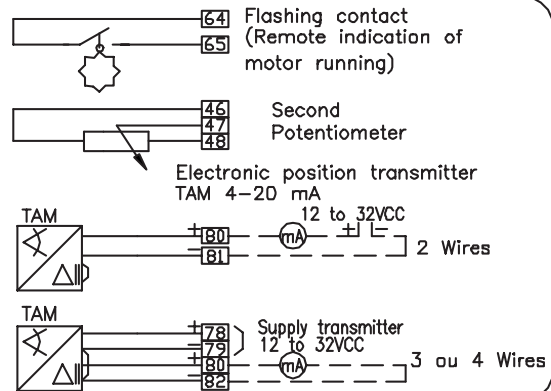 64 Flashing contact
65 (Remote indication of
motor running)
46 Second
47 Potentiometer
48
Electronic position transmitter
TAM 4-20 mA
TAM
12 to 32VCC
+ 80 mA + -
- 81
2 Wires
TAM
+ 78 Supply transmitter
- 79 12 to 32VCC
+ 80 mA
- 82
3 ou 4 Wires